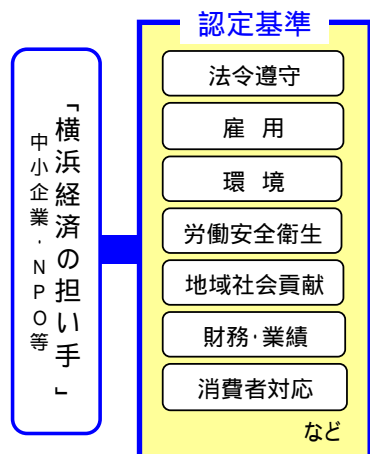 「横浜経済の担い手」
中小企業・NPO等
認定基準
法令遵守
雇 用
環 境
労働安全衛生
地域社会貢献
財務・業績
消費者対応
など